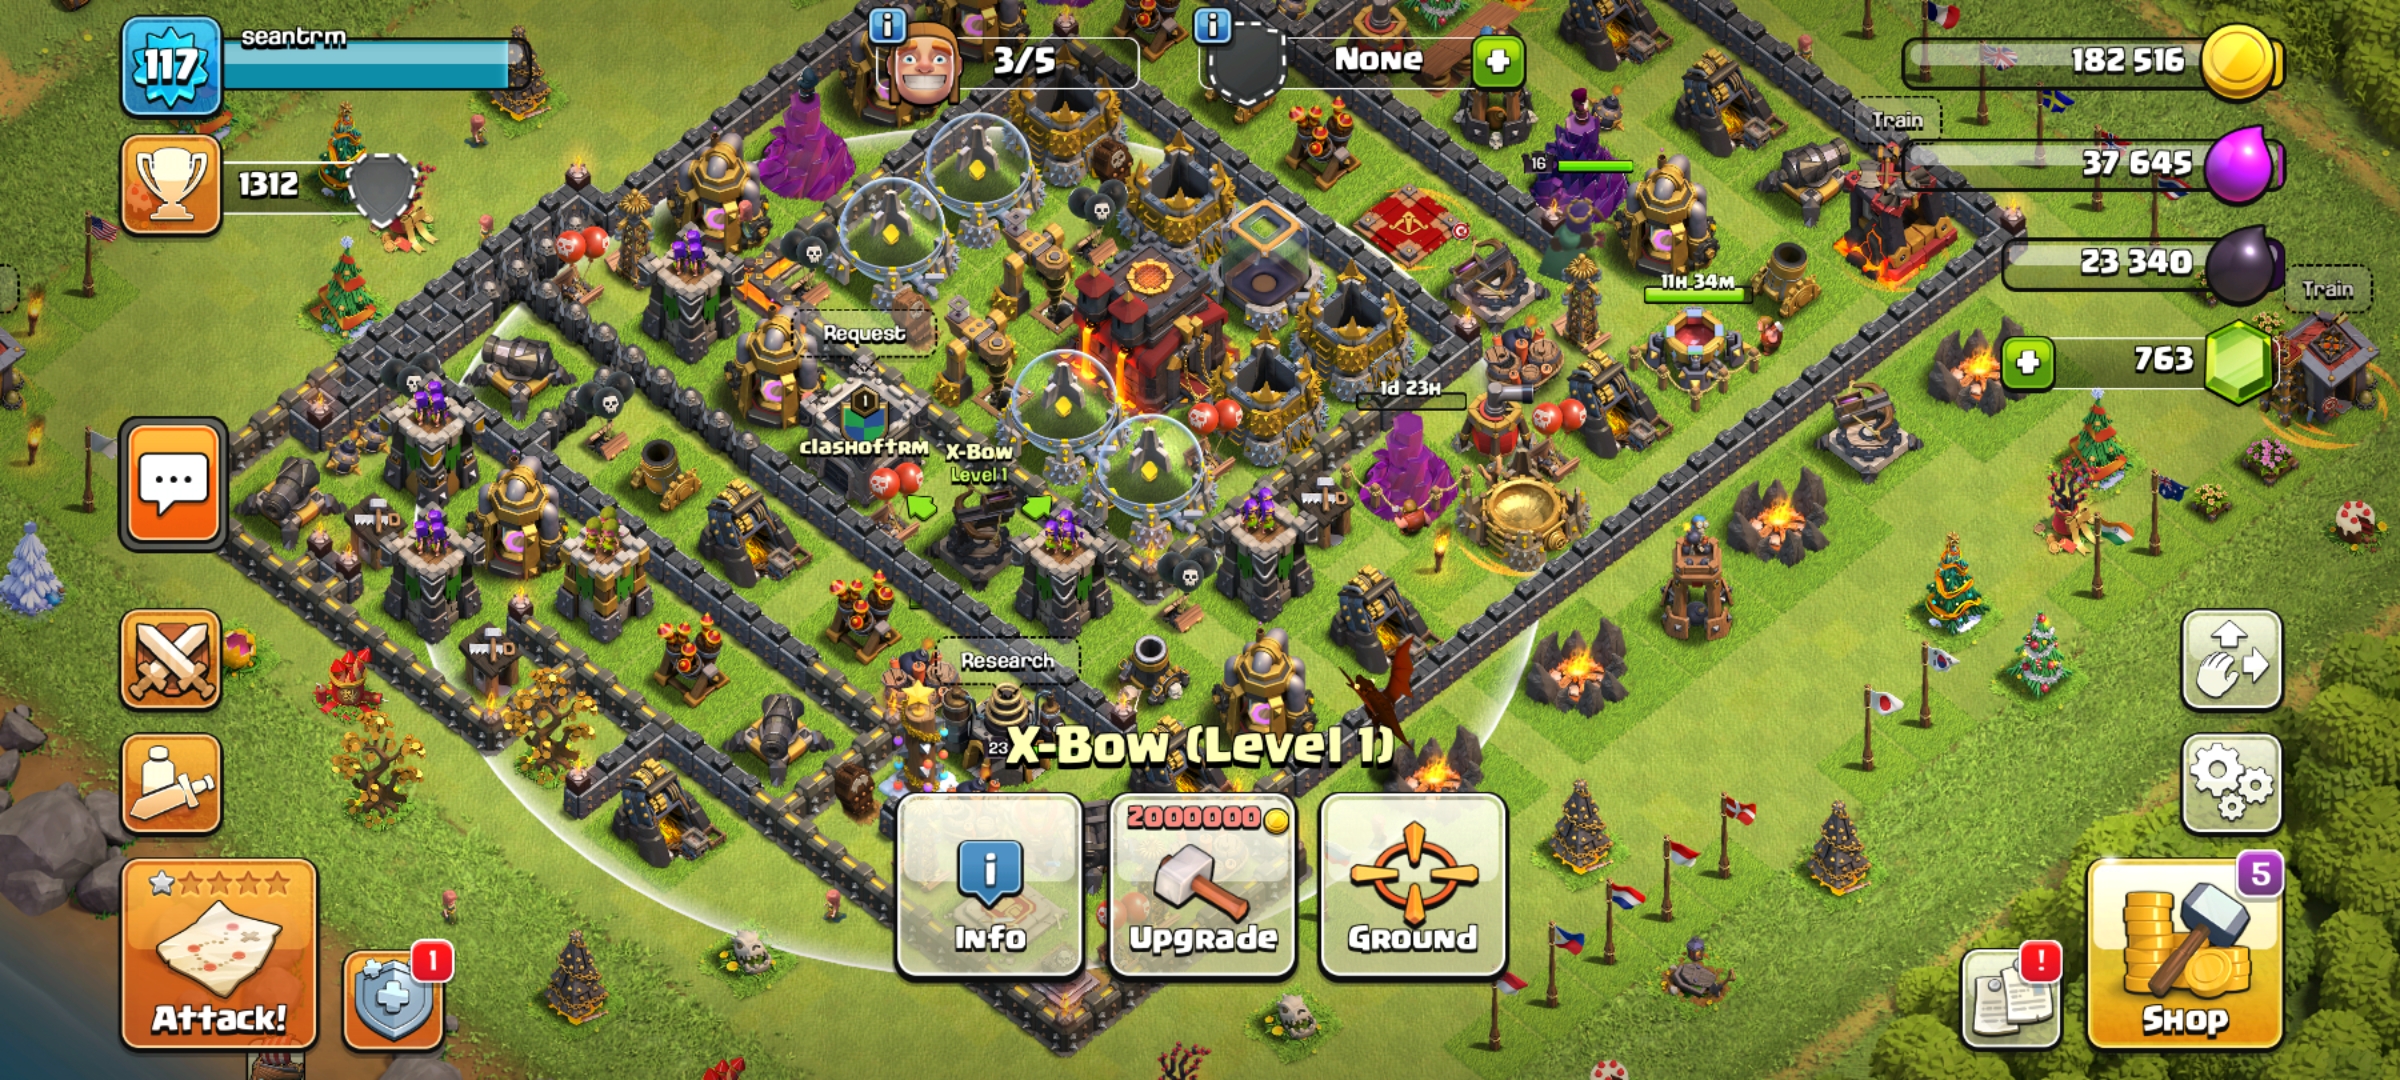 117
seantrm
3/5
None
182 516
1312
Train
16
37 645
23 340
11H 34M
Train
Request
763
1d 23H
1
clashoftrm
X-Bow
Level 1
Research
23
X-Bow (Level 1)
2000000
Info
Upgrade
Ground
Attack!
1
5
!
Shop